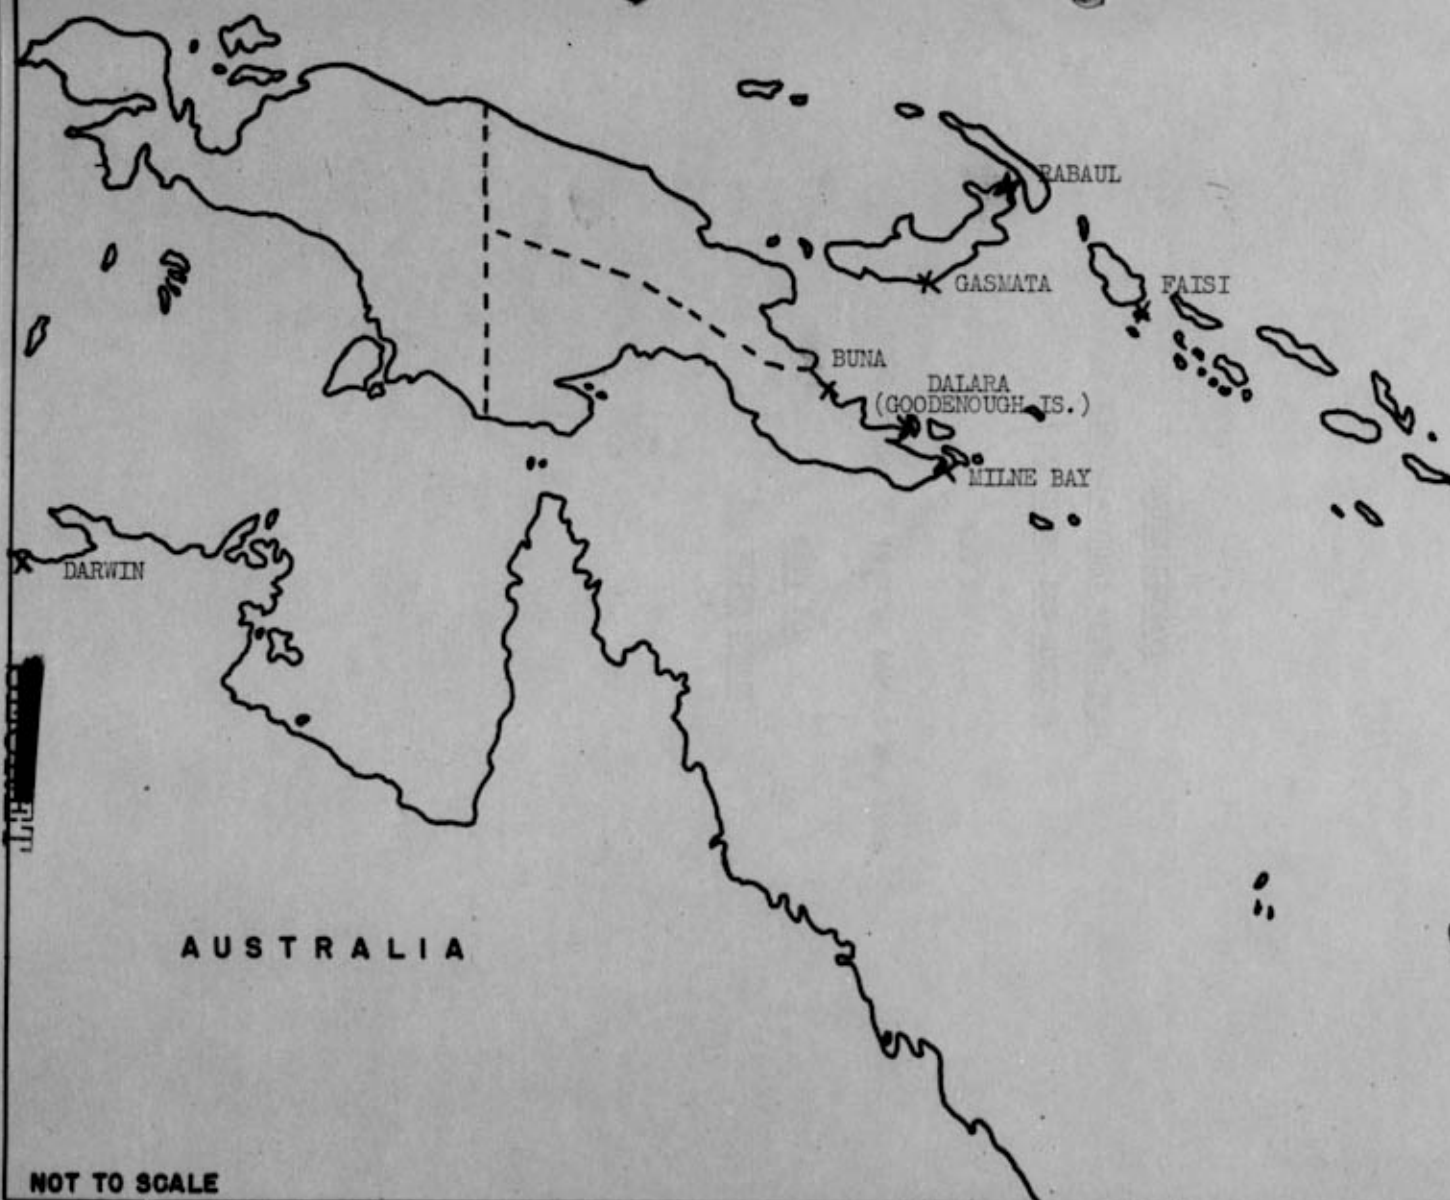 RABAUL
GASMATA
FAISI
BUNA
DALARA
(GOODENOUGH IS.)
MILNE BAY
DARWIN
AUSTRALIA
NOT TO SCALE